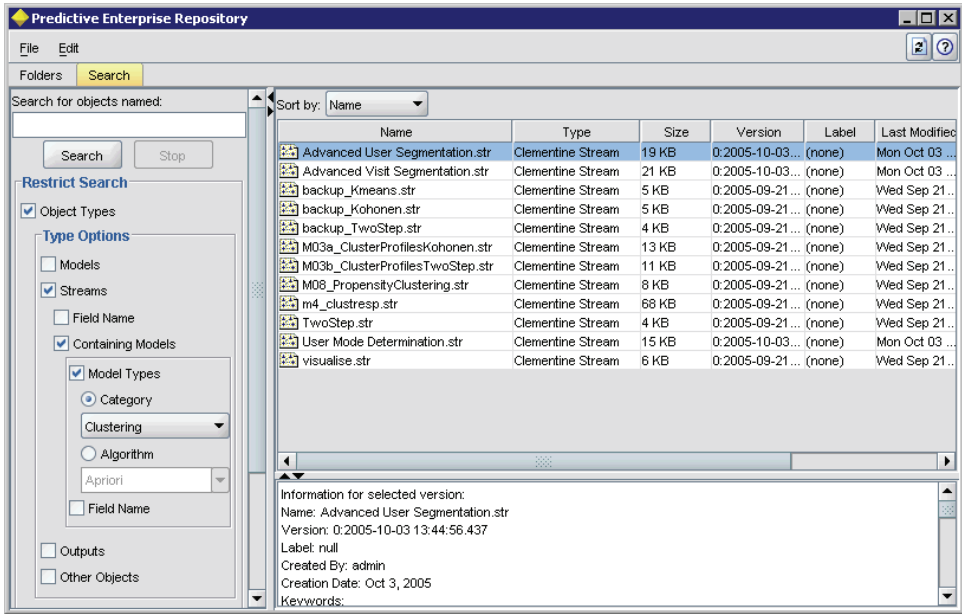 Predictive Enterprise Repository
File Edit
Folders Search
Search for objects named:
Search Stop
Restrict Search
Object Types
Type Options
Models
Streams
Field Name
Containing Models
Model Types
Category
Clustering
Algorithm
Apriori
Field Name
Outputs
Other Objects
Sort by: Name
Name Type Size Version Label Last Modified
Advanced User Segmentation.str Clementine Stream 19 KB 0:2005-10-03... (none) Mon Oct 03 ...
Advanced Visit Segmentation.str Clementine Stream 21 KB 0:2005-10-03... (none) Mon Oct 03 ...
backup_Kmeans.str Clementine Stream 5 KB 0:2005-09-21... (none) Wed Sep 21...
backup_Kohonen.str Clementine Stream 5 KB 0:2005-09-21... (none) Wed Sep 21...
backup_TwoStep.str Clementine Stream 4 KB 0:2005-09-21... (none) Wed Sep 21...
M03a_ClusterProfilesKohonen.str Clementine Stream 13 KB 0:2005-09-21... (none) Wed Sep 21...
M03b_ClusterProfilesTwoStep.str Clementine Stream 11 KB 0:2005-09-21... (none) Wed Sep 21...
M08_PropensityClustering.str Clementine Stream 8 KB 0:2005-09-21... (none) Wed Sep 21...
m4_clustresp.str Clementine Stream 68 KB 0:2005-09-21... (none) Wed Sep 21...
TwoStep.str Clementine Stream 4 KB 0:2005-09-21... (none) Wed Sep 21...
User Mode Determination.str Clementine Stream 15 KB 0:2005-10-03... (none) Mon Oct 03 ...
visualise.str Clementine Stream 6 KB 0:2005-09-21... (none) Wed Sep 21...
Information for selected version:
Name: Advanced User Segmentation.str
Version: 0:2005-10-03 13:44:56.437
Label: null
Created By: admin
Creation Date: Oct 3, 2005
Keywords: